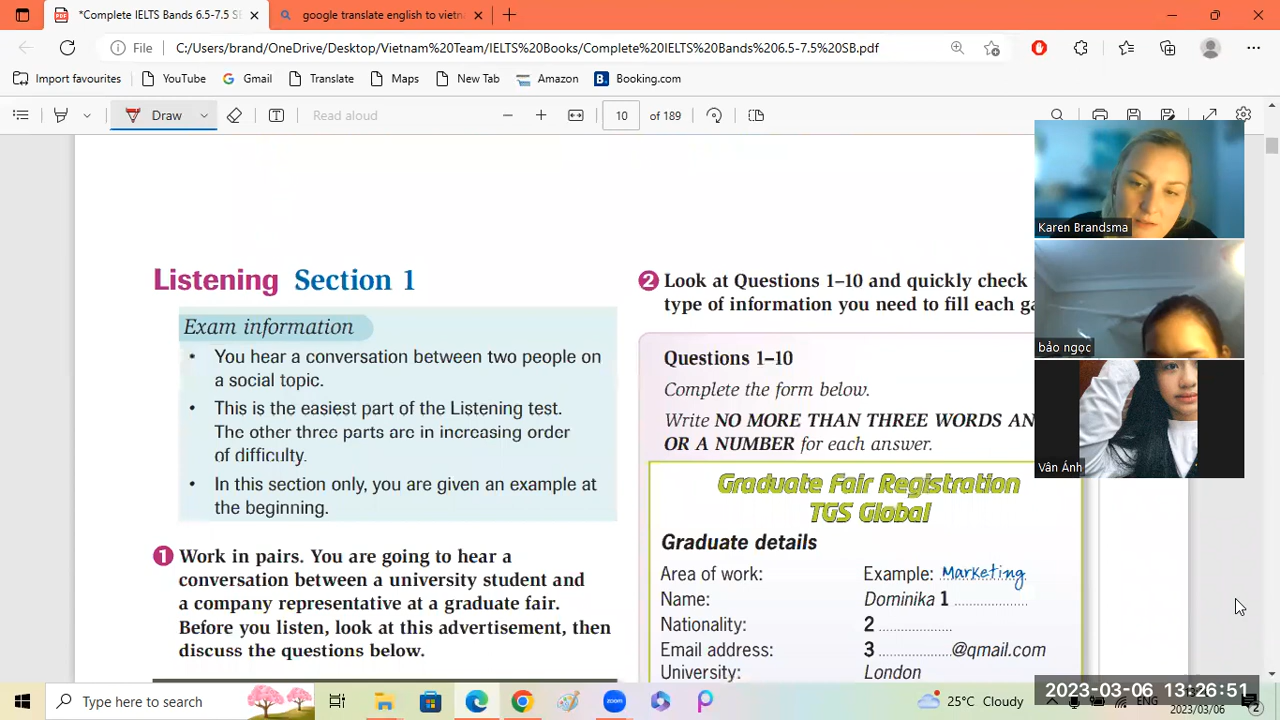 *Complete IELTS Bands 6.5-7.5 SE
google translate english to vietn
File
C:/Users/brand/OneDrive/Desktop/Vietnam%20Team/IELTS%20Books/Complete%20IELTS%20Bands%206.5-7.5%20SB.pdf
Import favourites
YouTube
Gmail
Translate
Maps
New Tab
Amazon
B. Booking.com
Draw
Read aloud
10 of 189
Listening Section 1
Exam information
• You hear a conversation between two people on
a social topic.
• This is the easiest part of the Listening test.
The other three parts are in increasing order
of difficulty.
• In this section only, you are given an example at
the beginning.
1 Work in pairs. You are going to hear a
conversation between a university student and
a company representative at a graduate fair.
Before you listen, look at this advertisement, then
discuss the questions below.
2 Look at Questions 1–10 and quickly check
type of information you need to fill each ga
Questions 1–10
Complete the form below.
Write NO MORE THAN THREE WORDS AN
OR A NUMBER for each answer.
Graduate Fair Registration
TGS Global
Graduate details
Area of work: Example: Marketing
Name: Dominika 1
Nationality: 2
Email address: 3 @qmail.com
University: London
Karen Brandsma
bảo ngọc
Vân Ánh
Type here to search
zoom
25°C Cloudy
ENG
2023-03-06 13:26:51
2023/03/06
2